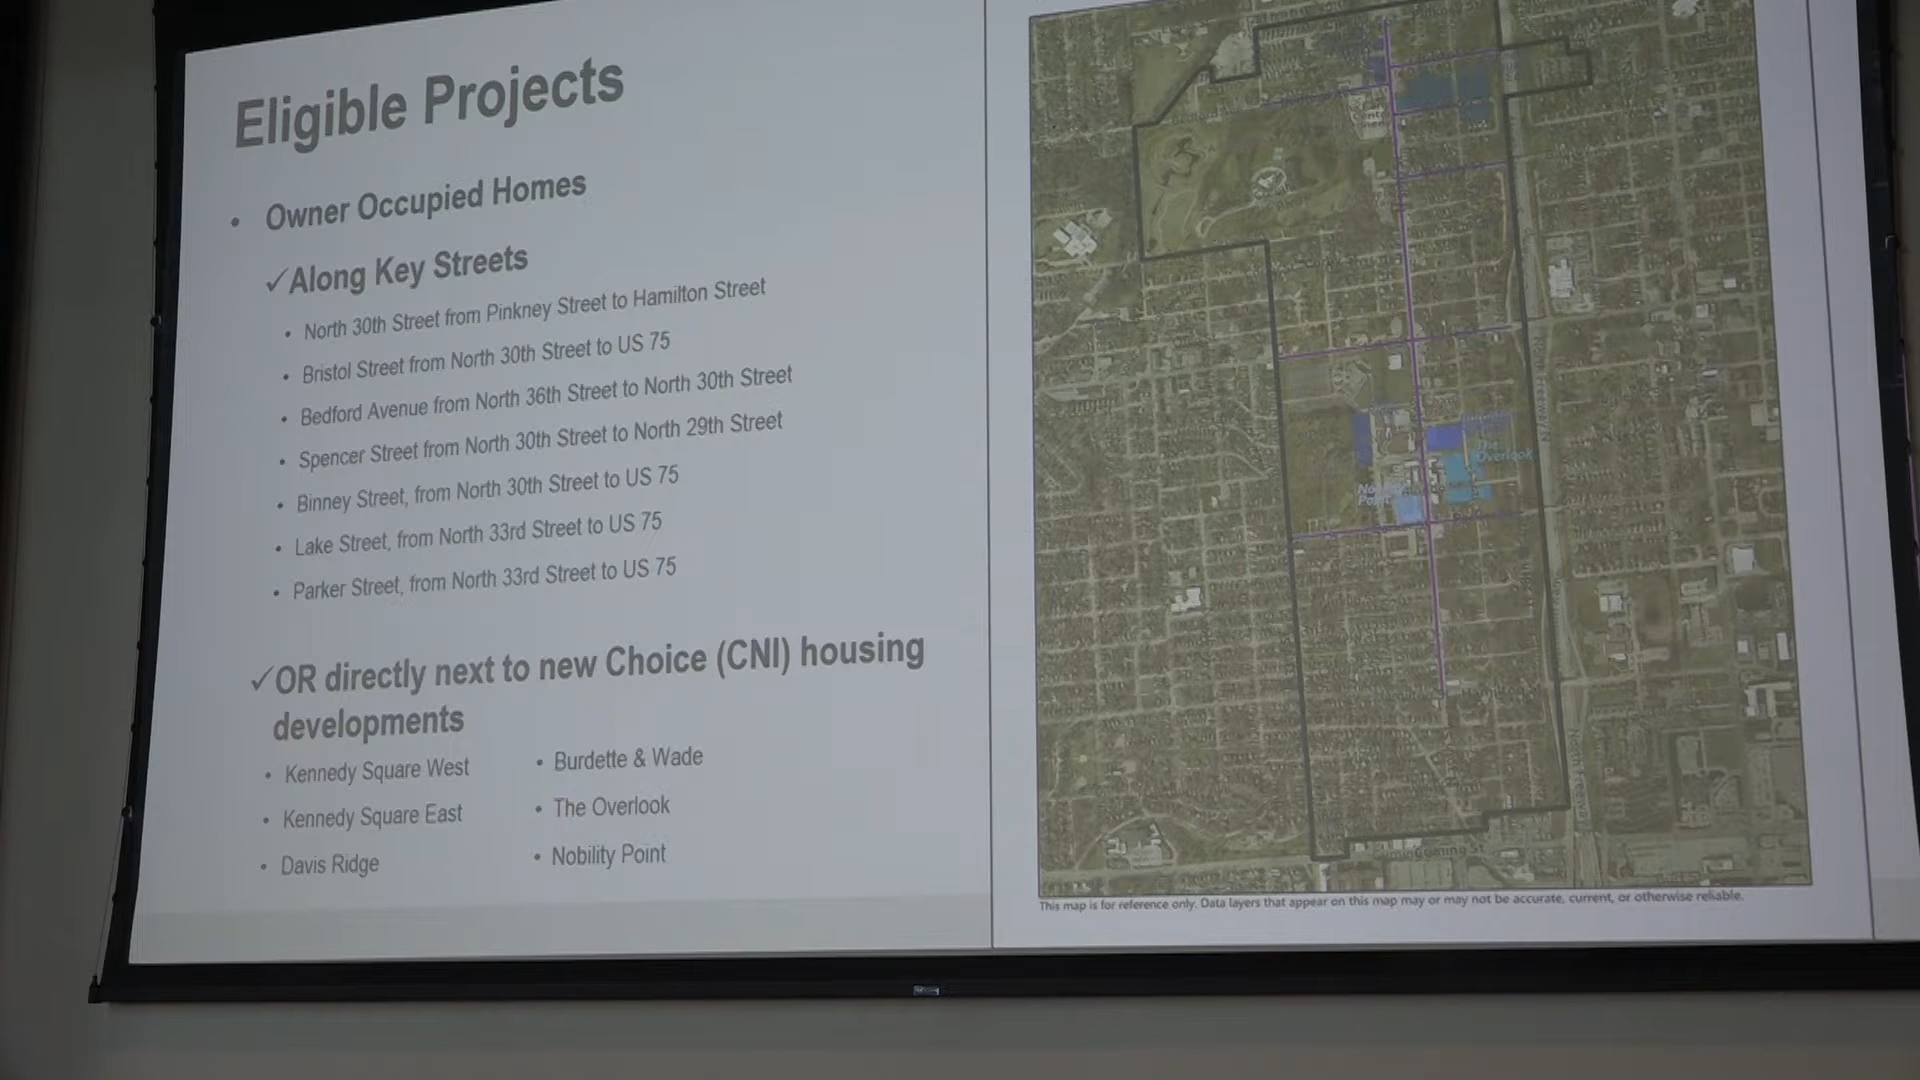 Eligible Projects
• Owner Occupied Homes
✓Along Key Streets
• North 30th Street from Pinkney Street to Hamilton Street
• Bristol Street from North 30th Street to US 75
• Bedford Avenue from North 36th Street to North 30th Street
• Spencer Street from North 30th Street to North 29th Street
• Binney Street, from North 30th Street to US 75
• Lake Street, from North 33rd Street to US 75
• Parker Street, from North 33rd Street to US 75
✓OR directly next to new Choice (CNI) housing
developments
• Kennedy Square West
• Kennedy Square East
• Davis Ridge
• Burdette & Wade
• The Overlook
• Nobility Point
The
Overlook
Point
Hamilton
Cuming St
This map is for reference only. Data layers that appear on this map may or may not be accurate, current, or otherwise reliable.